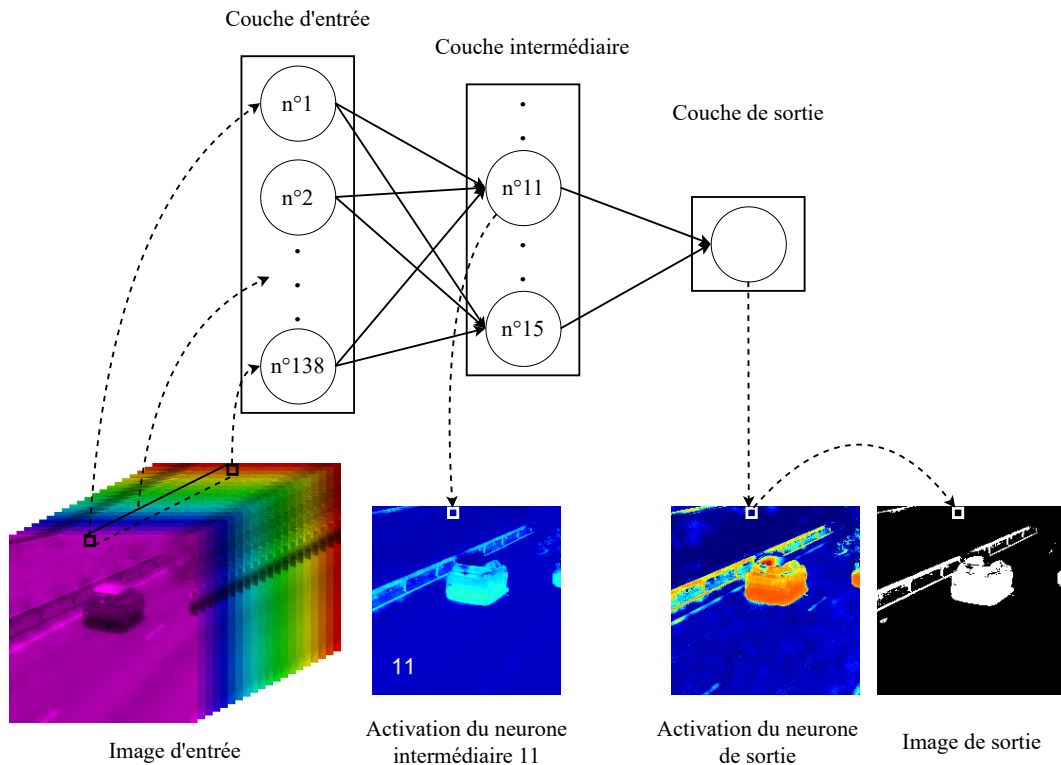 Couche d'entrée
Couche intermédiaire
Couche de sortie
n°1
n°2
n°138
n°11
n°15
11
Image d'entrée
Activation du neurone
intermédiaire 11
Activation du neurone
de sortie
Image de sortie